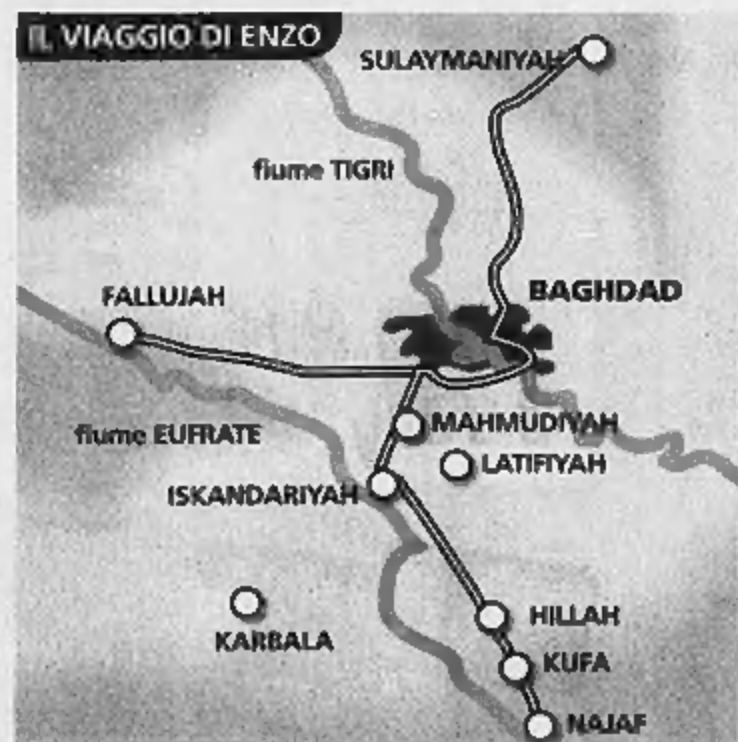 IL VIAGGIO DI ENZO
SULAYMANIYAH
fiume TIGRI
FALLUJAH
BAGHDAD
fiume EUFRATE
MAHMUDIYAH
LATIFIYAH
ISKANDARIYAH
HILLAH
KARBALA
KUFA
NAJAF